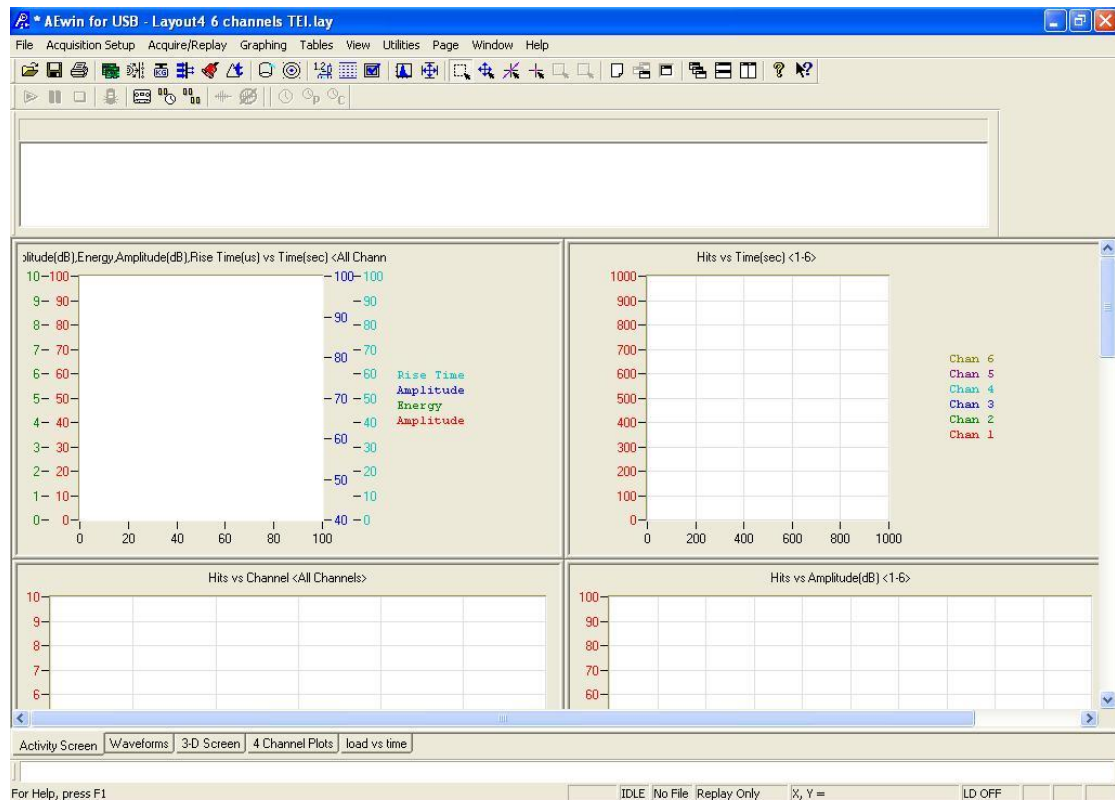 * AEwin for USB - Layout4 6 channels TEI.lay
File Acquisition Setup Acquire/Replay Graphing Tables View Utilities Page Window Help
plitude(dB),Energy,Amplitude(dB),Rise Time(us) vs Time(sec) <All Chann
10 100 100 100
9 90 90
8 80 90 80
7 70 80 70
6 60 60
5 50 70 50
4 40 40
3 30 60 30
2 20 50 20
1 10 10
0 0 40 0
0 20 40 60 80 100
Rise Time
Amplitude
Energy
Amplitude
Hits vs Time(sec) <1-6>
1000
900
800
700
600
500
400
300
200
100
0
0 200 400 600 800 1000
Chan 6
Chan 5
Chan 4
Chan 3
Chan 2
Chan 1
Hits vs Channel <All Channels>
10
9
8
7
6
Hits vs Amplitude(dB) <1-6>
100
90
80
70
60
Activity Screen Waveforms 3-D Screen 4 Channel Plots load vs time
For Help, press F1 IDLE No File Replay Only X, Y = LD OFF